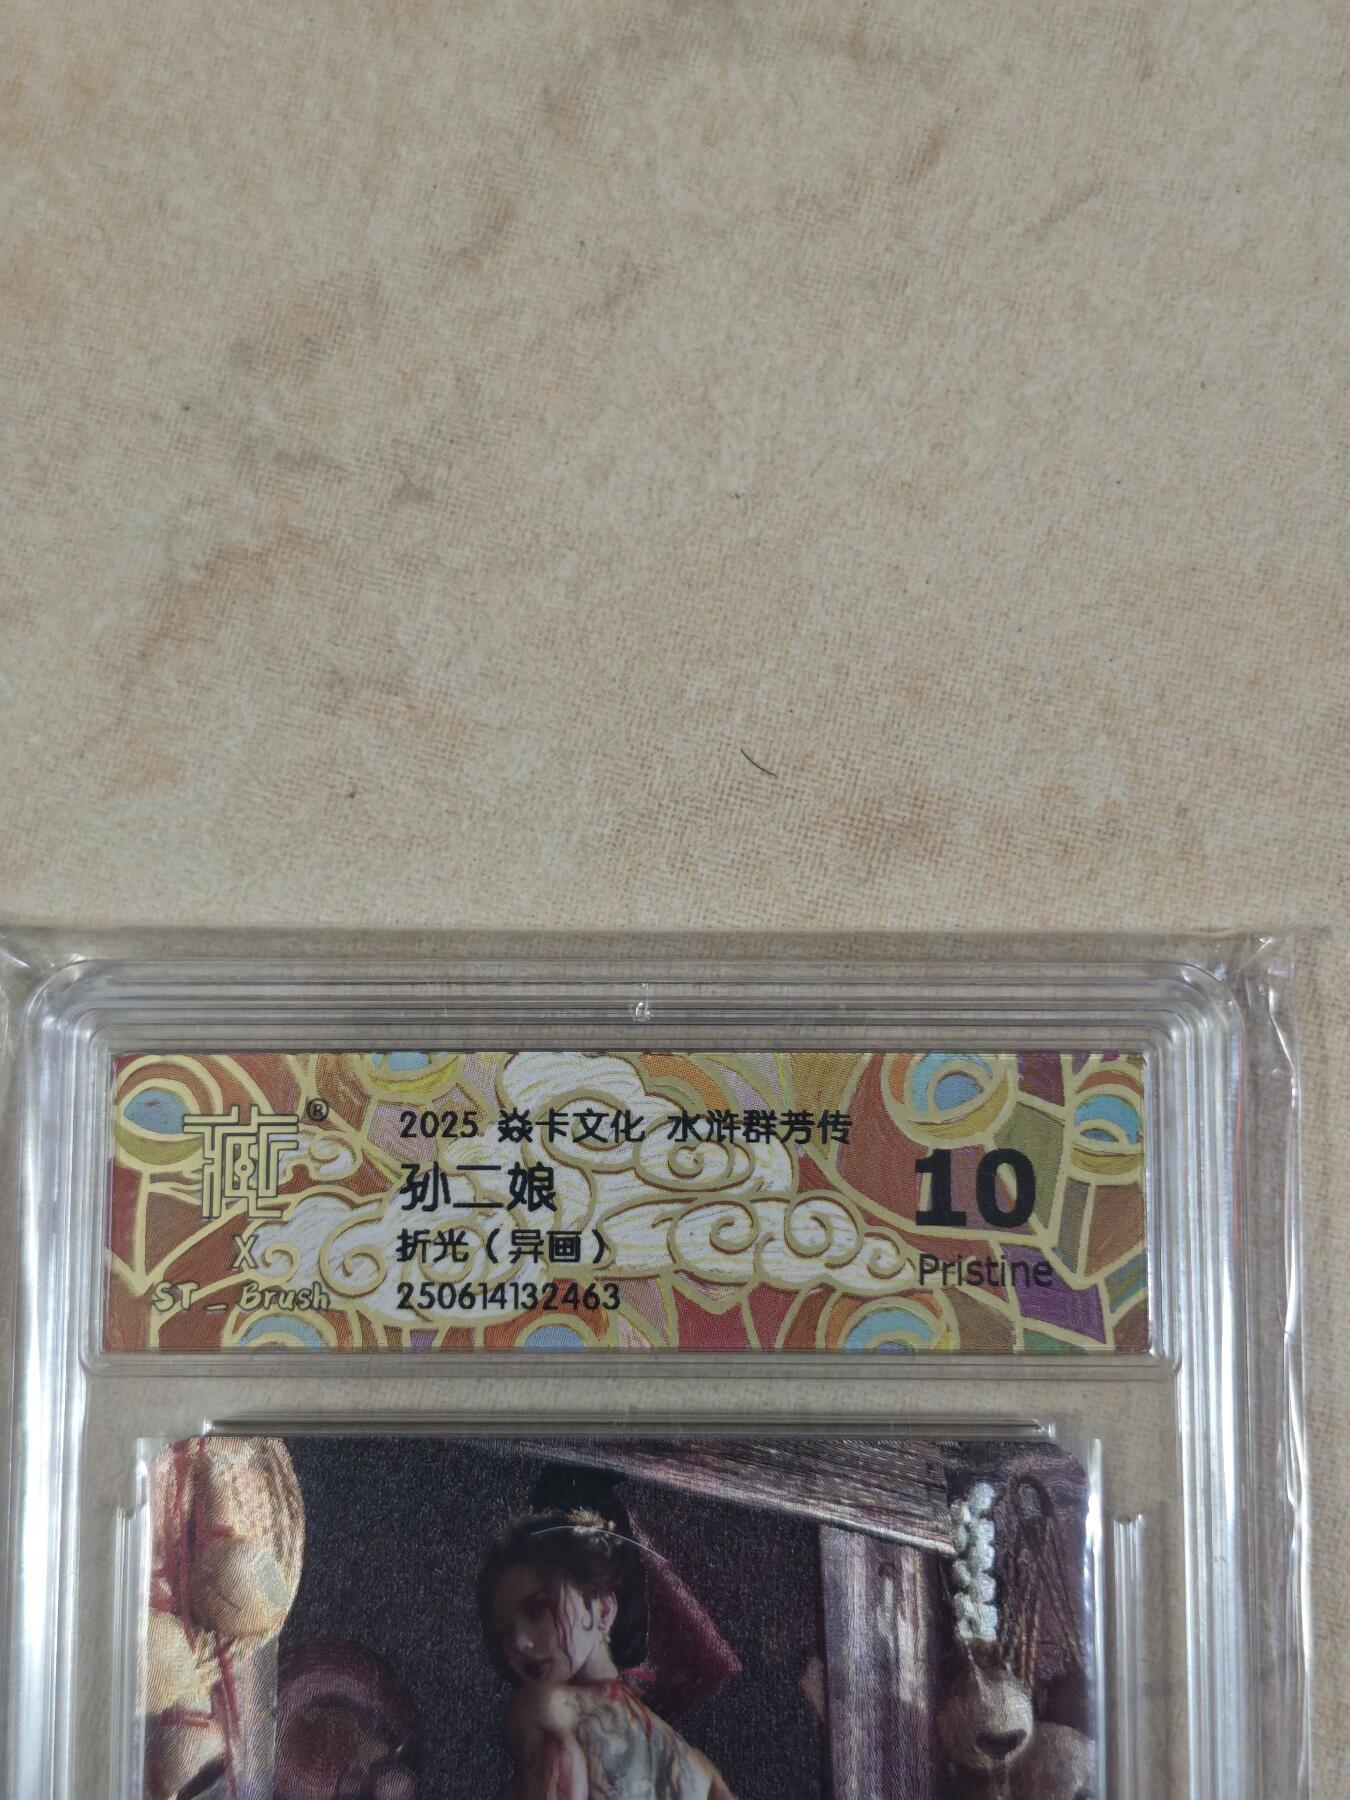 藏®
X
ST_Brush
2025 焱卡文化 水浒群芳传
孙二娘
折光（异画）
250614132463
10
Pristine